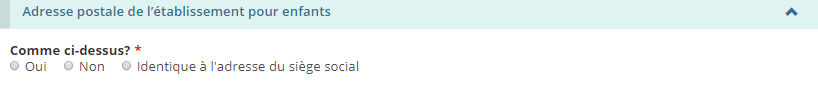 Adresse postale de l’établissement pour enfants
Comme ci-dessus? *
Oui Non Identique à l'adresse du siège social